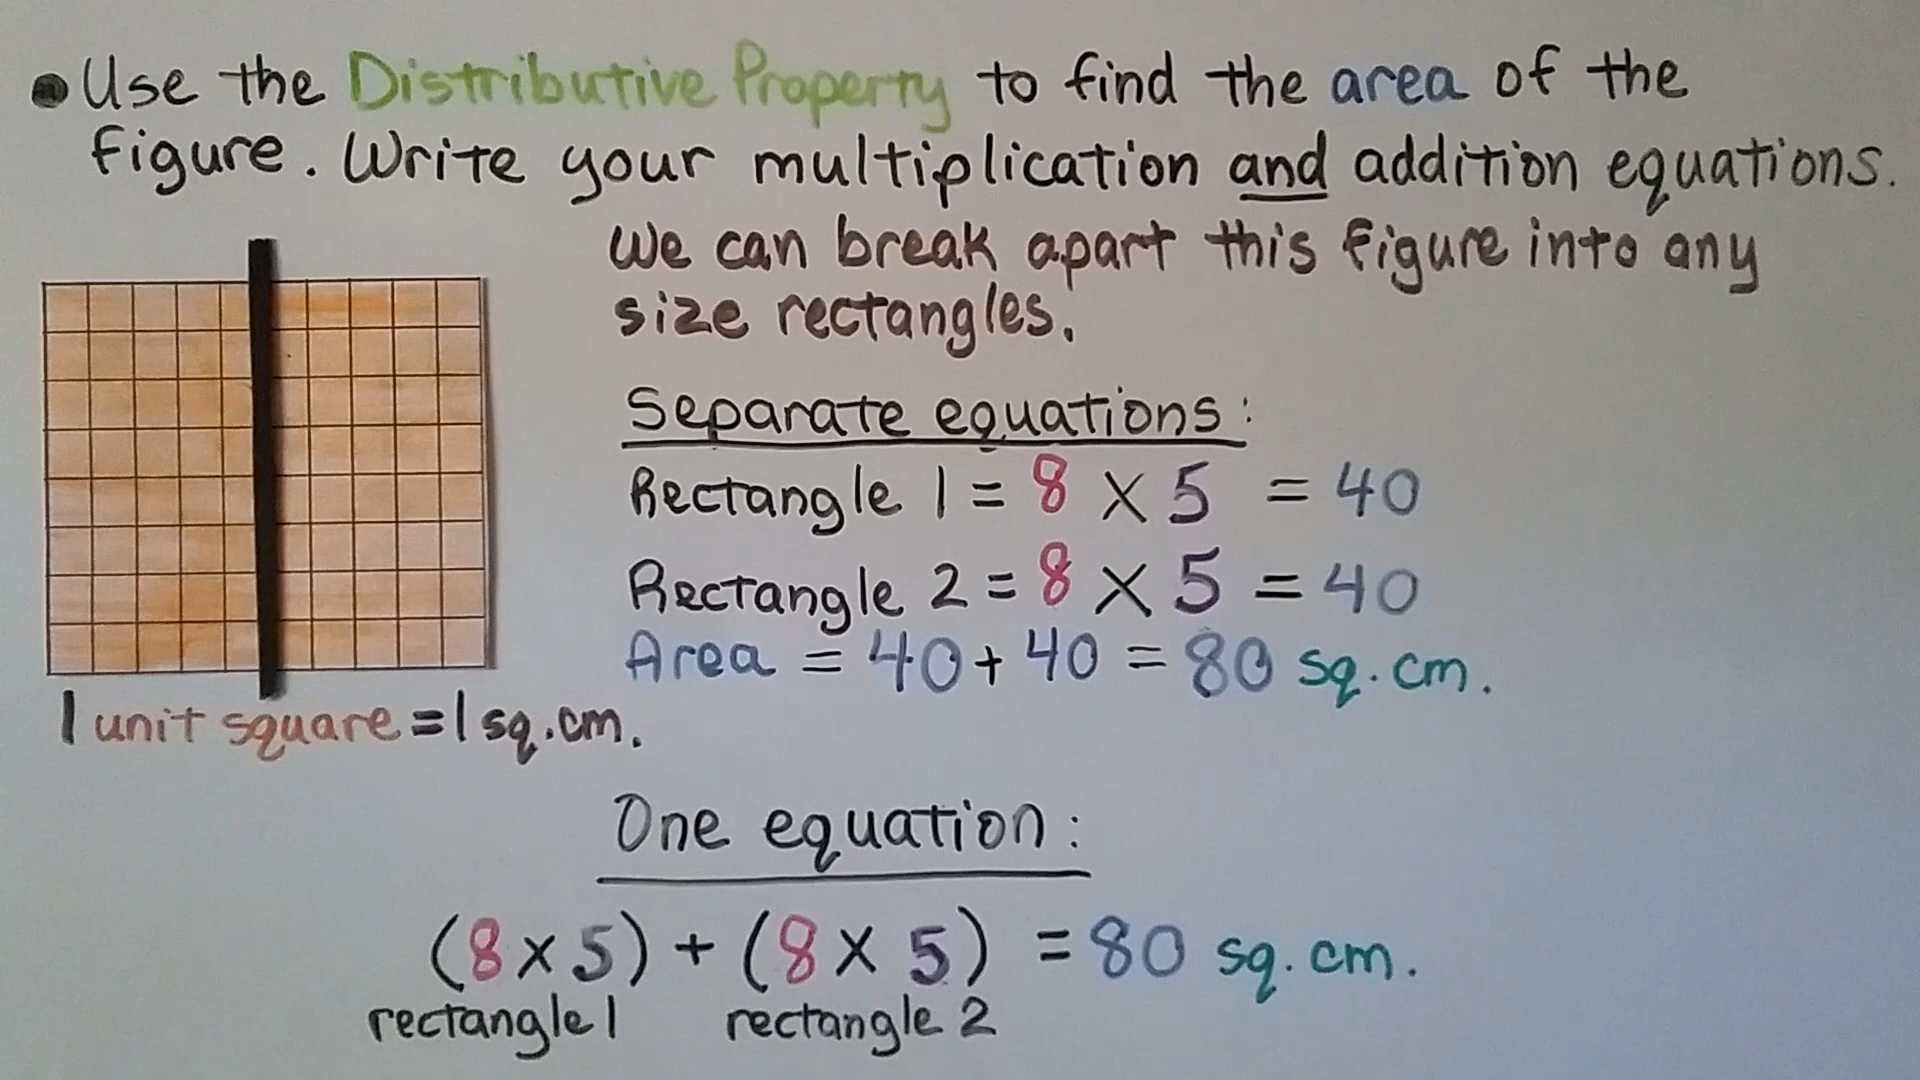 • Use the Distributive Property to find the area of the
figure. Write your multiplication and addition equations.
We can break apart this figure into any
size rectangles.
Separate equations:
Rectangle 1 = 8 × 5 = 40
Rectangle 2 = 8 × 5 = 40
Area = 40 + 40 = 80 sq. cm.
1 unit square = 1 sq. cm.
One equation:
(8 × 5) + (8 × 5) = 80 sq. cm.
rectangle 1 rectangle 2